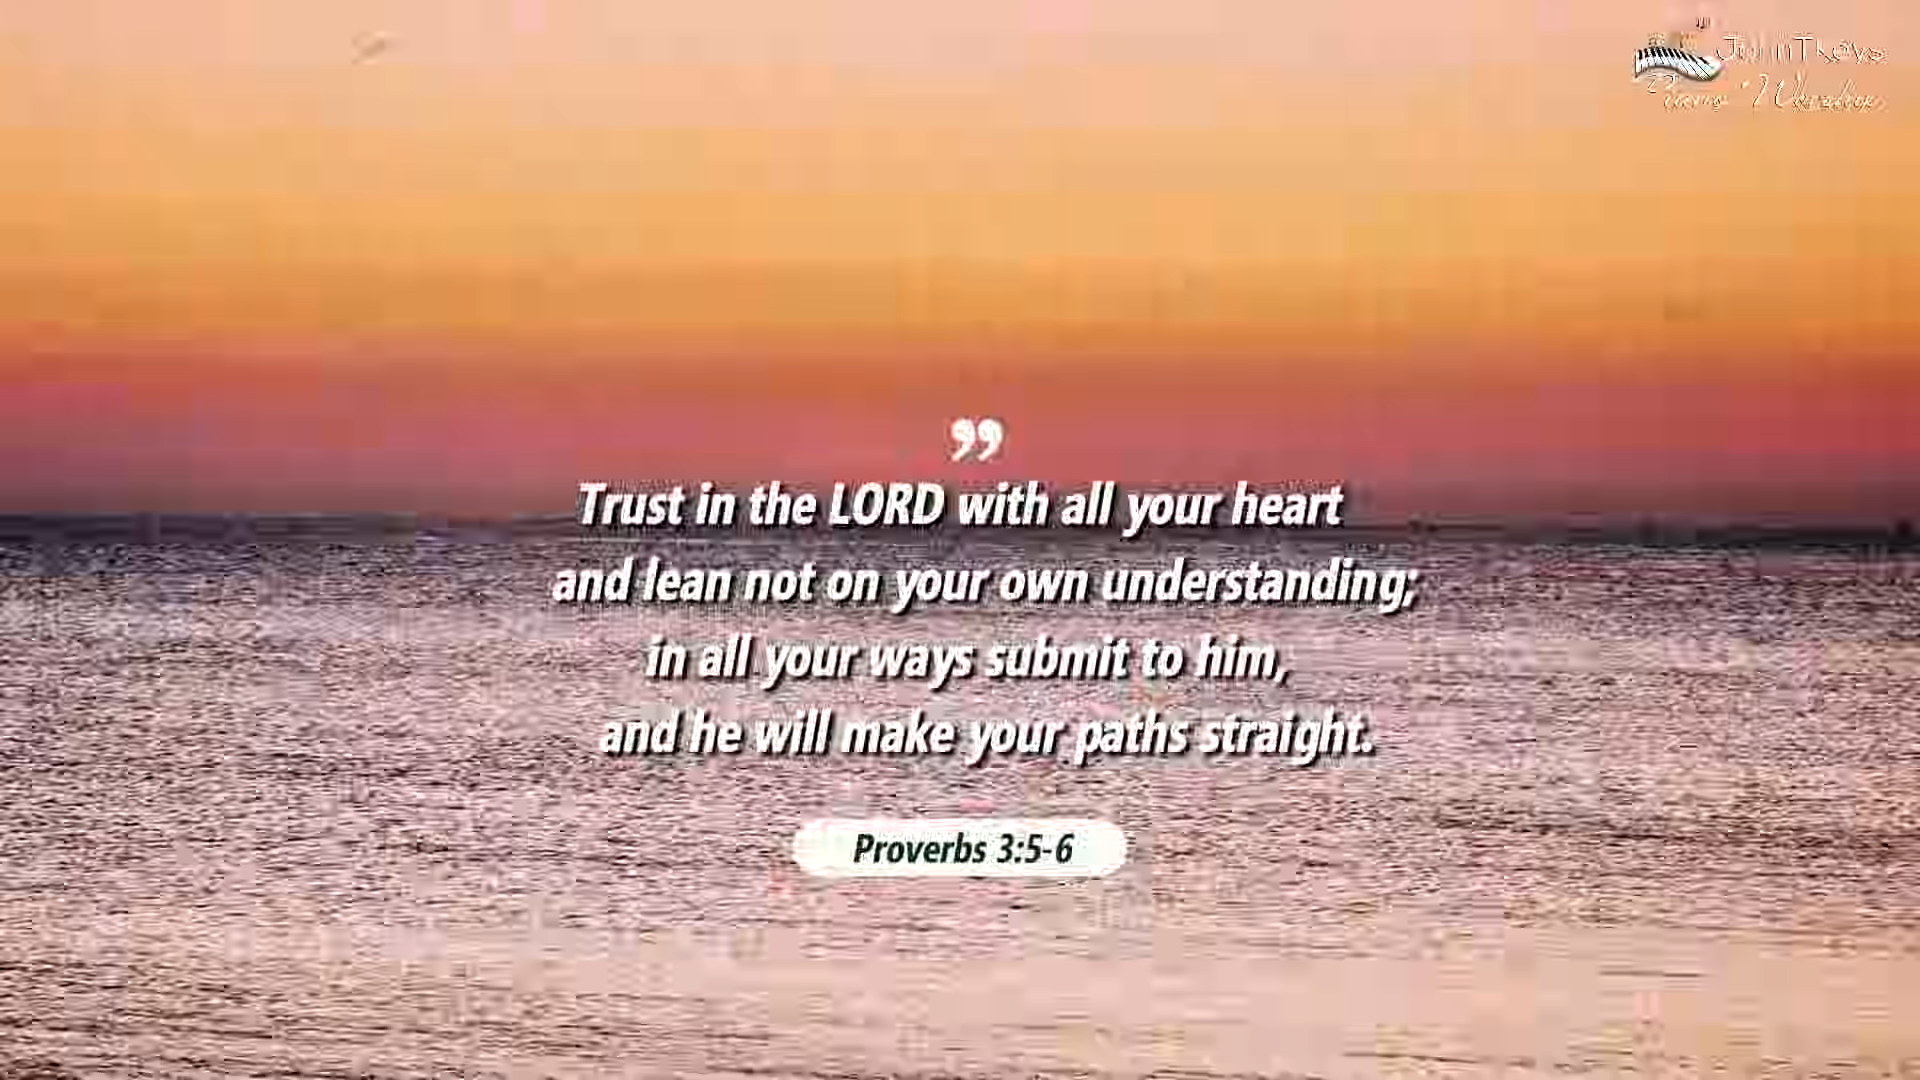 ”
Trust in the LORD with all your heart
and lean not on your own understanding;
in all your ways submit to him,
and he will make your paths straight.
Proverbs 3:5-6